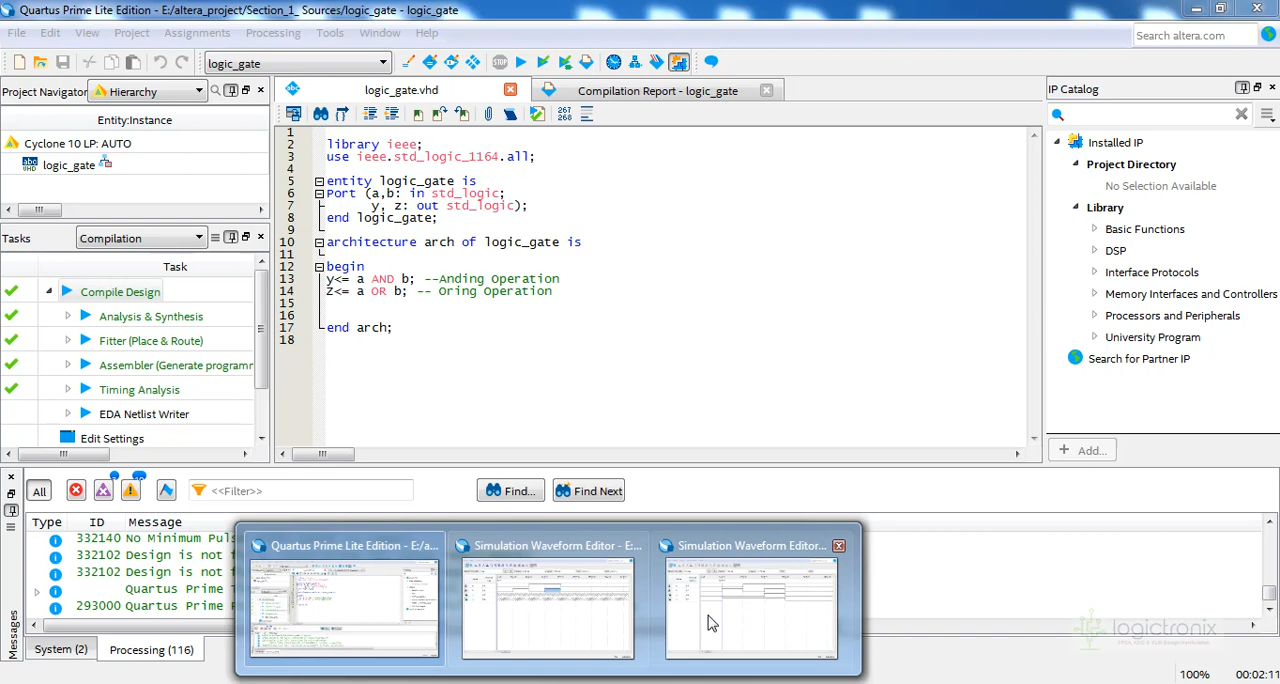 Quartus Prime Lite Edition - E:/altera_project/Section_1_ Sources/logic_gate - logic_gate
File Edit View Project Assignments Processing Tools Window Help
Search altera.com
logic_gate
STOP
Project Navigator Hierarchy
Entity:Instance
Cyclone 10 LP: AUTO
abc VHD logic_gate
Tasks Compilation
Task
Compile Design
Analysis & Synthesis
Fitter (Place & Route)
Assembler (Generate programm
Timing Analysis
EDA Netlist Writer
Edit Settings
abc logic_gate.vhd
Compilation Report - logic_gate
267
268
1
2 library ieee;
3 use ieee.std_logic_1164.all;
4
5 entity logic_gate is
6 Port (a,b: in std_logic;
7 y, z: out std_logic);
8 end logic_gate;
9
10 architecture arch of logic_gate is
11
12 begin
13 y<= a AND b; --Anding Operation
14 Z<= a OR b; -- Oring Operation
15
16
17 end arch;
18
IP Catalog
Installed IP
Project Directory
No Selection Available
Library
Basic Functions
DSP
Interface Protocols
Memory Interfaces and Controllers
Processors and Peripherals
University Program
Search for Partner IP
+ Add...
All
<<Filter>>
Find...
Find Next
Type ID Message
332140 No Minimum Puls
332102 Design is not f
332102 Design is not f
Quartus Prime T
293000 Quartus Prime F
Messages
System (2)
Processing (116)
Quartus Prime Lite Edition - E:/a...
Simulation Waveform Editor - E:...
Simulation Waveform Editor...
logictronix
100% 00:02:11